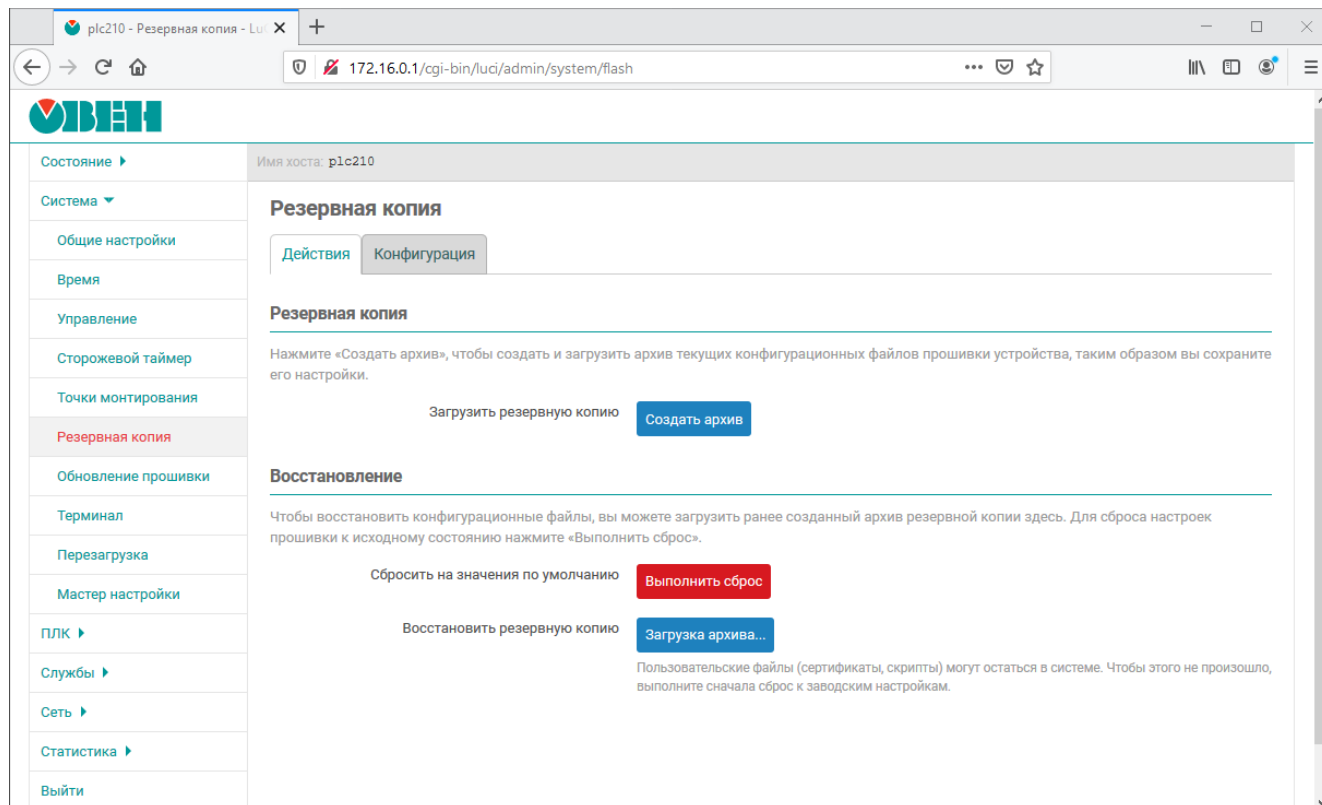 plc210 - Резервная копия - Lu
172.16.0.1/cgi-bin/luci/admin/system/flash
ОВЕН
Состояние
Имя хоста: plc210
Система
Общие настройки
Время
Управление
Сторожевой таймер
Точки монтирования
Резервная копия
Обновление прошивки
Терминал
Перезагрузка
Мастер настройки
ПЛК
Службы
Сеть
Статистика
Выйти
Резервная копия
Действия Конфигурация
Резервная копия
Нажмите «Создать архив», чтобы создать и загрузить архив текущих конфигурационных файлов прошивки устройства, таким образом вы сохраните
его настройки.
Загрузить резервную копию Создать архив
Восстановление
Чтобы восстановить конфигурационные файлы, вы можете загрузить ранее созданный архив резервной копии здесь. Для сброса настроек
прошивки к исходному состоянию нажмите «Выполнить сброс».
Сбросить на значения по умолчанию Выполнить сброс
Восстановить резервную копию Загрузка архива...
Пользовательские файлы (сертификаты, скрипты) могут остаться в системе. Чтобы этого не произошло,
выполните сначала сброс к заводским настройкам.